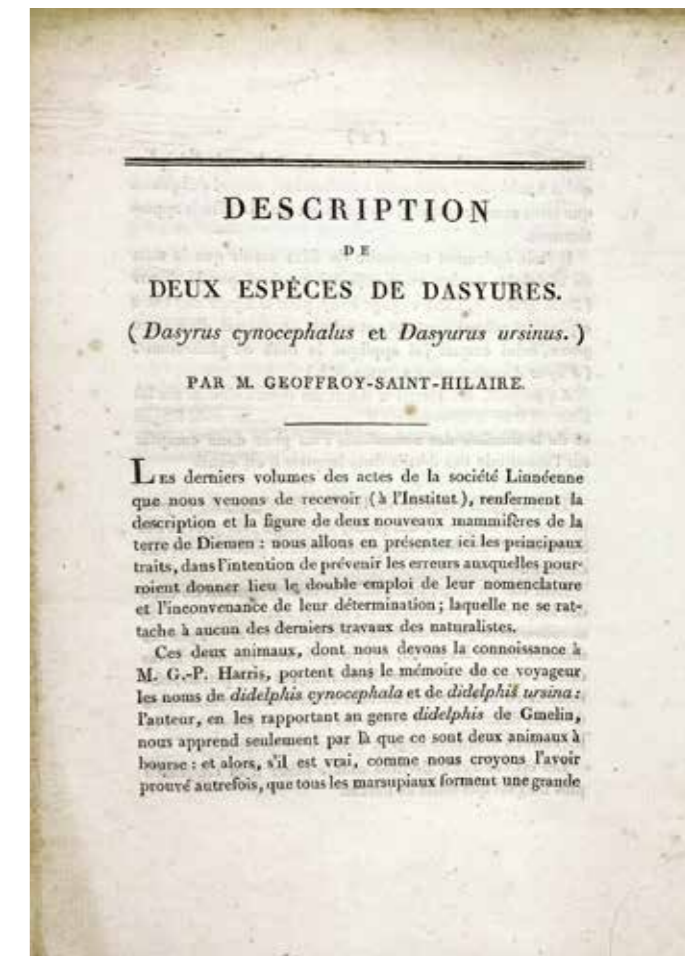 DESCRIPTION
DE
DEUX ESPÈCES DE DASYURES.
( Dasyrus cynocephalus et Dasyurus ursinus. )
PAR M. GEOFFROY-SAINT-HILAIRE.
LES derniers volumes des actes de la société Linnéenne
que nous venons de recevoir (à l'Institut), renferment la
description et la figure de deux nouveaux mammifères de la
terre de Diemen : nous allons en présenter ici les principaux
traits, dans l'intention de prévenir les erreurs auxquelles pour-
roient donner lieu le double emploi de leur nomenclature
et l'inconvenance de leur détermination ; laquelle ne se rat-
tache à aucun des derniers travaux des naturalistes.
Ces deux animaux, dont nous devons la connoissance à
M. G.-P. Harris, portent dans le mémoire de ce voyageur
les noms de didelphis cynocephala et de didelphis ursina :
l'auteur, en les rapportant au genre didelphis de Gmelin,
nous apprend seulement par là que ce sont deux animaux à
bourse : et alors, s'il est vrai, comme nous croyons l'avoir
prouvé autrefois, que tous les marsupiaux forment une grande